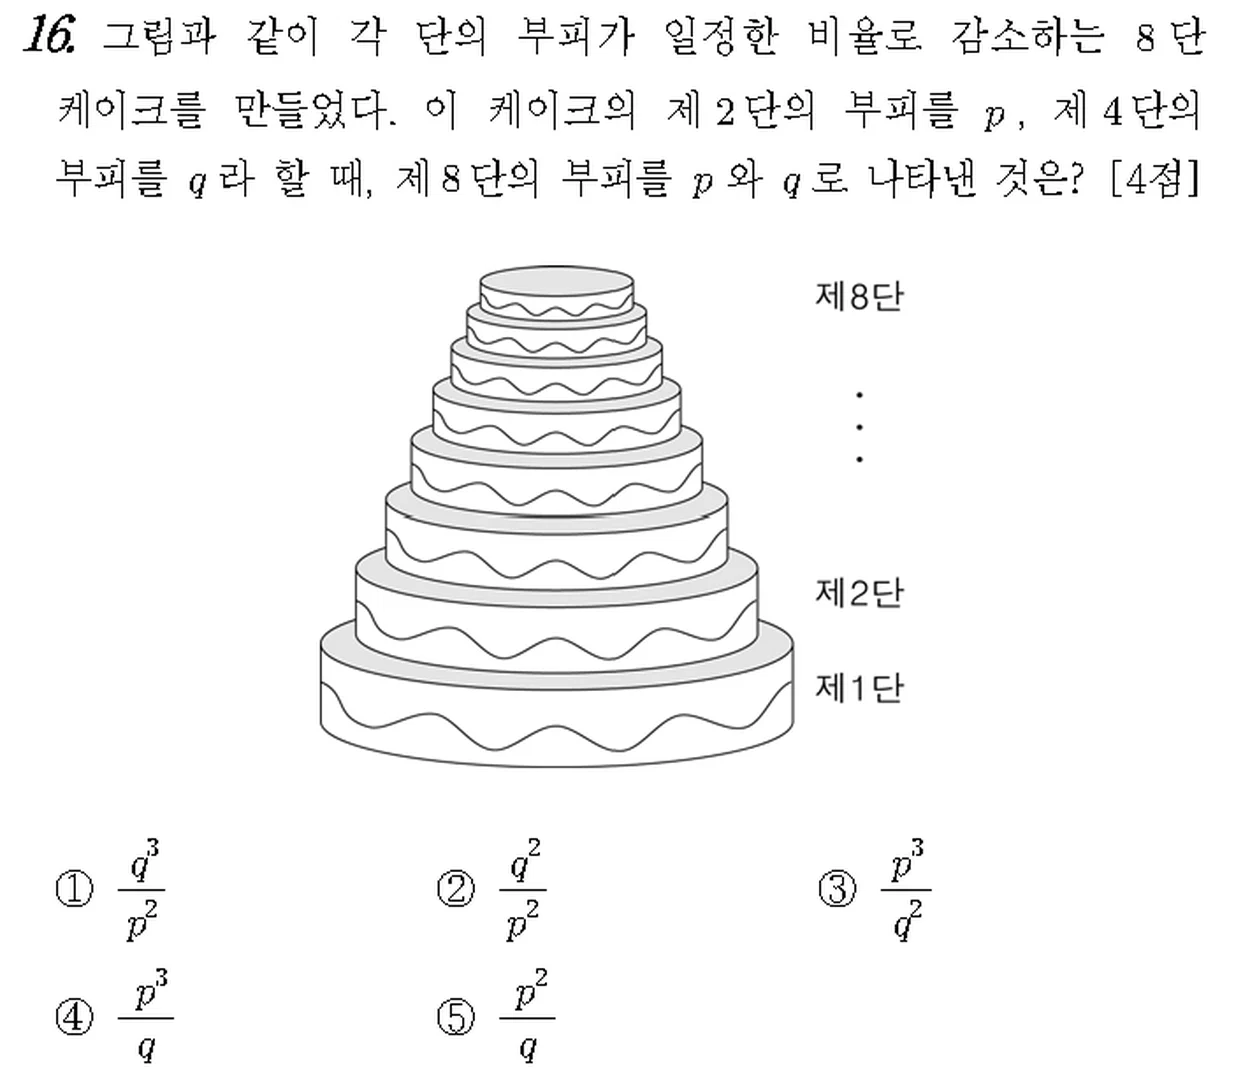 16. 그림과 같이 각 단의 부피가 일정한 비율로 감소하는 8단
케이크를 만들었다. 이 케이크의 제2단의 부피를 p, 제4단의
부피를 q라 할 때, 제8단의 부피를 p와 q로 나타낸 것은? [4점]
제8단
⋮
제2단
제1단
① q³/p² ② q²/p² ③ p³/q²
④ p³/q ⑤ p²/q